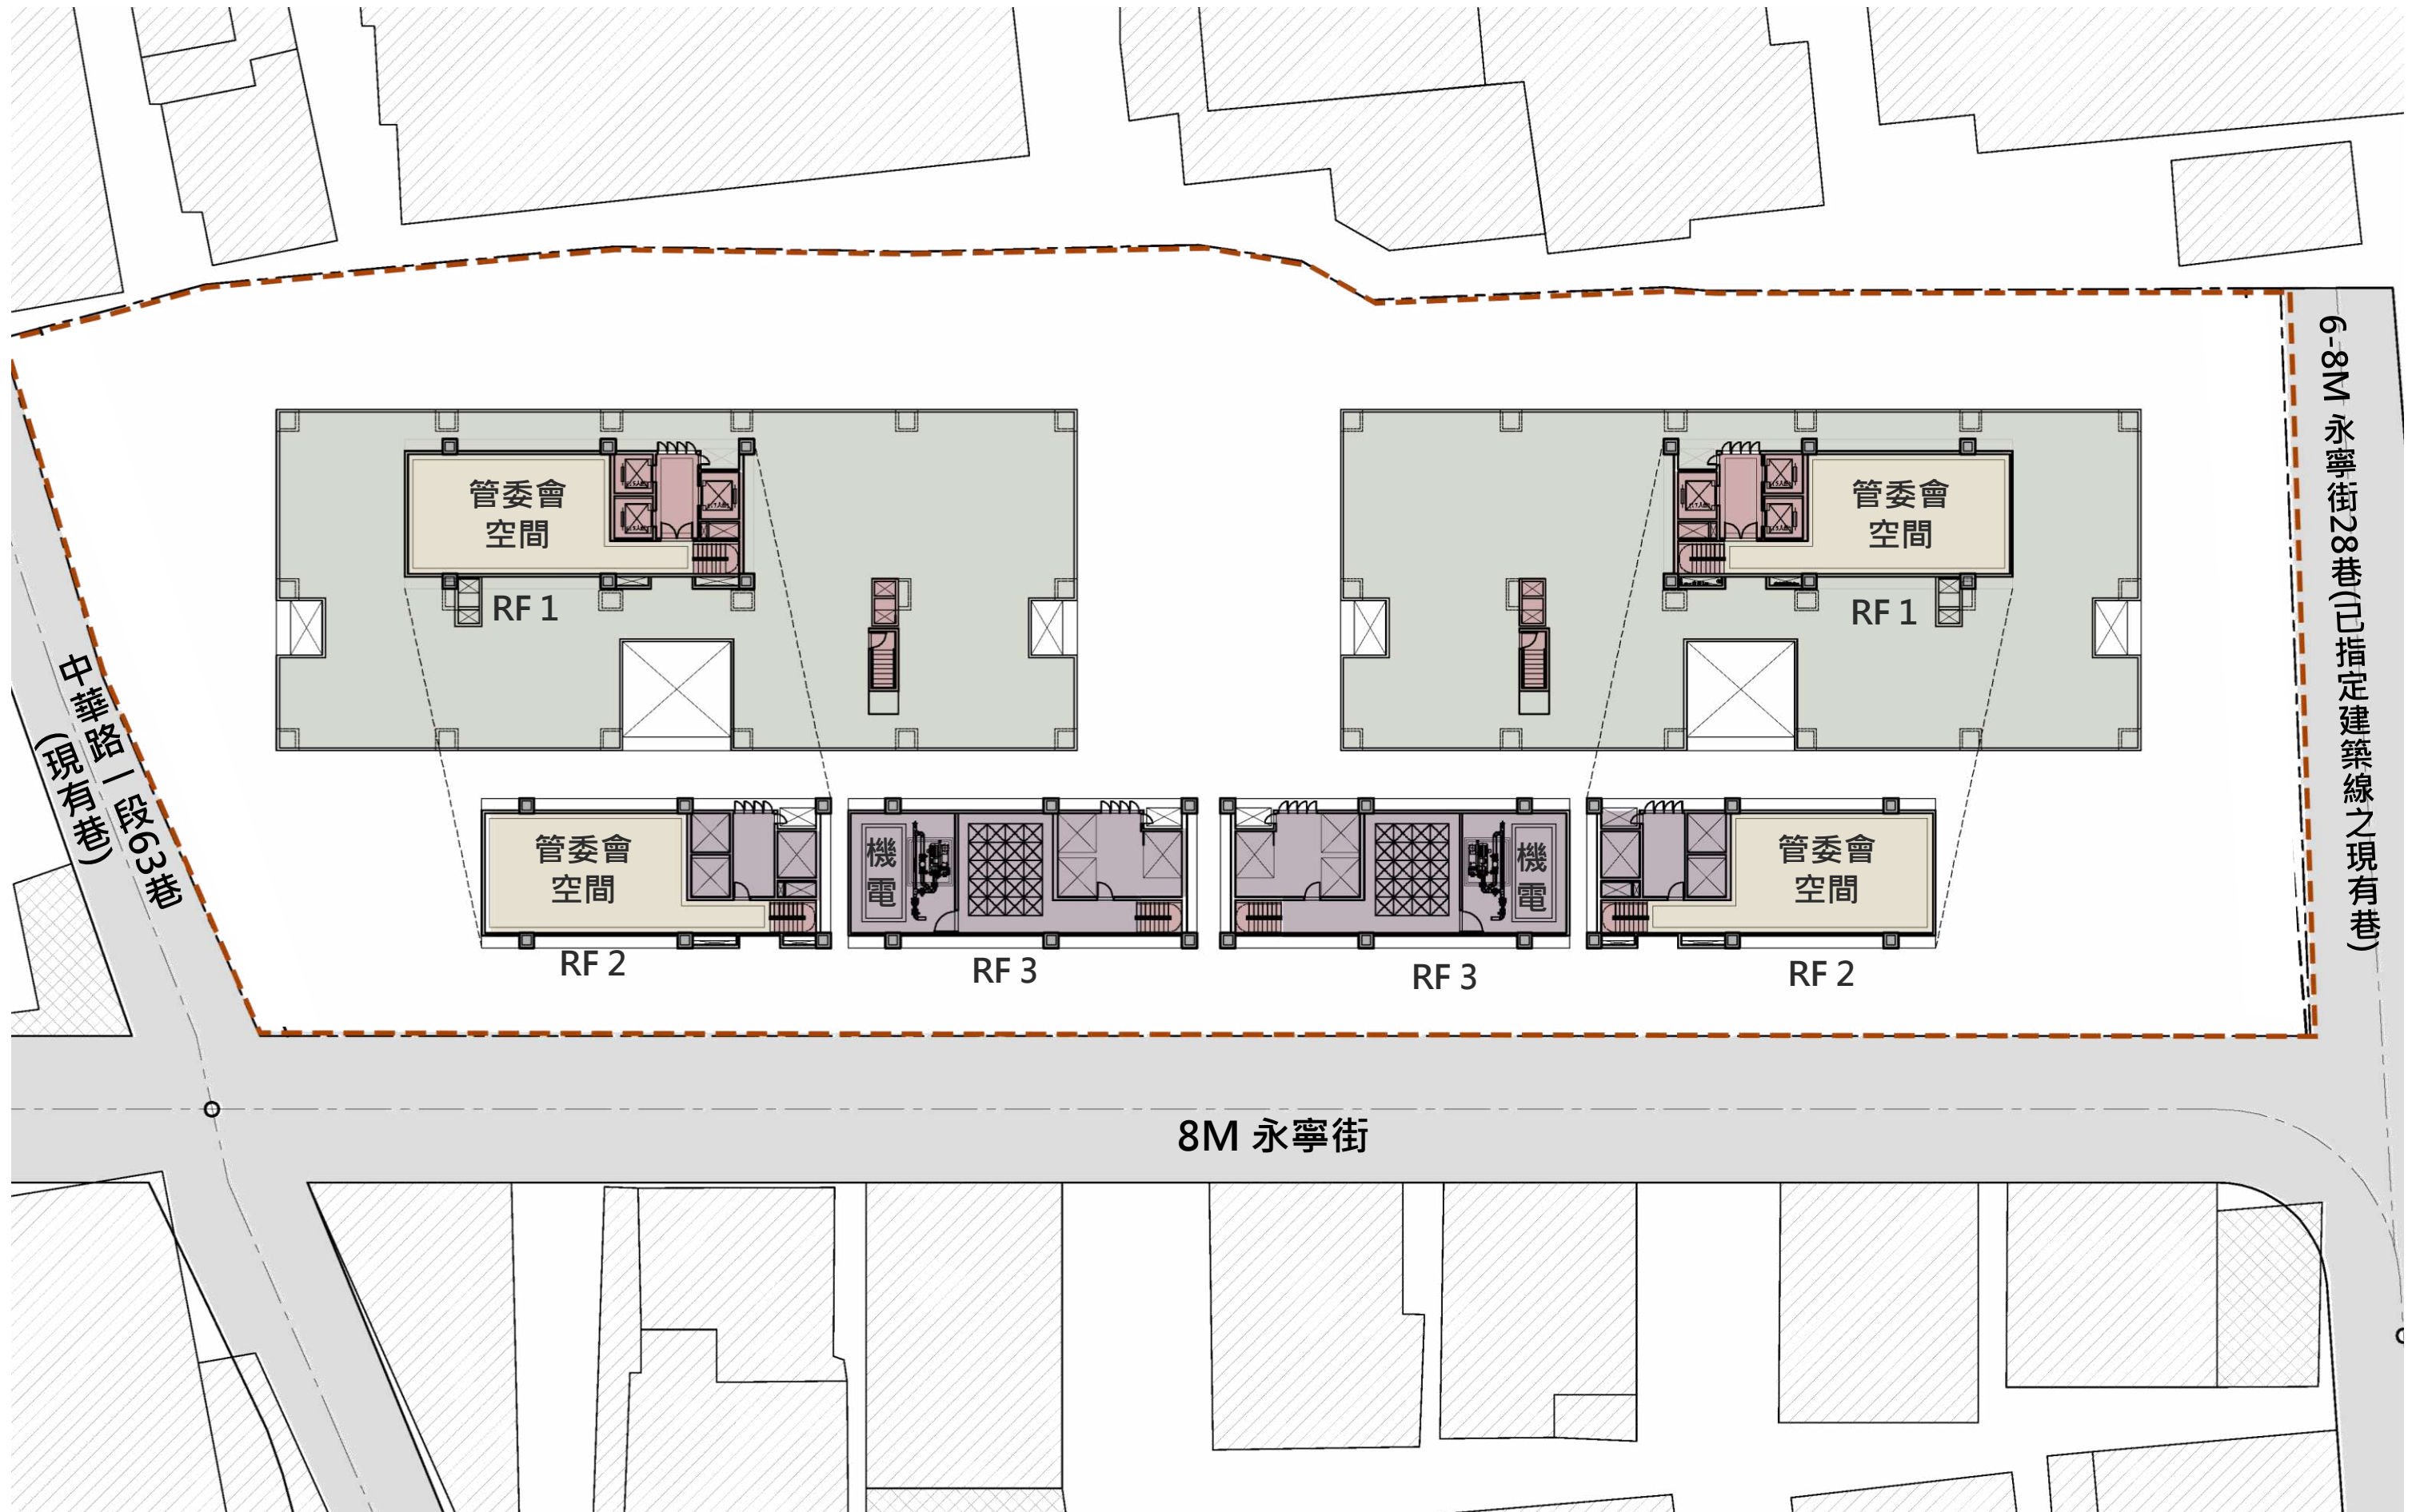 6-8M 永寧街28巷(已指定建築線之現有巷)
管委會
空間
RF 1
管委會
空間
RF 1
中華路一段63巷
(現有巷)
管委會
空間
RF 2
機
電
RF 3
機
電
RF 3
管委會
空間
RF 2
8M 永寧街